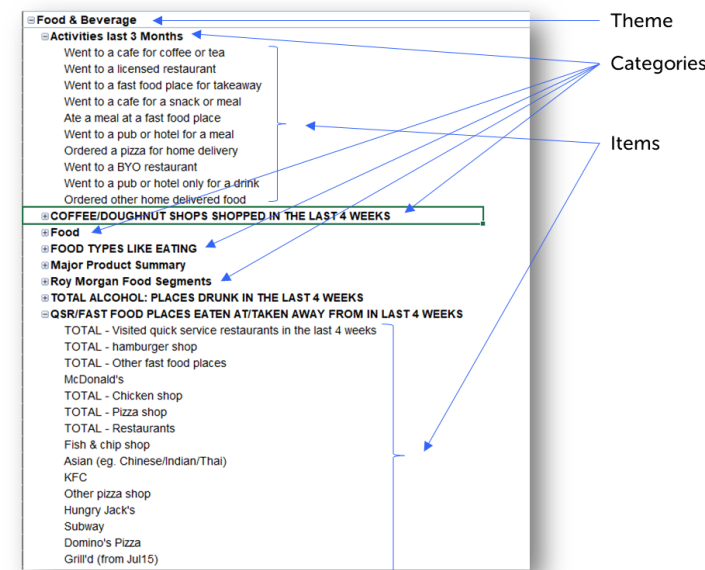 Food & Beverage
Theme
Activities last 3 Months
Went to a cafe for coffee or tea
Categories
Went to a licensed restaurant
Went to a fast food place for takeaway
Went to a cafe for a snack or meal
Ate a meal at a fast food place
Went to a pub or hotel for a meal
Items
Ordered a pizza for home delivery
Went to a BYO restaurant
Went to a pub or hotel only for a drink
Ordered other home delivered food
COFFEE/DOUGHNUT SHOPS SHOPPED IN THE LAST 4 WEEKS
Food
FOOD TYPES LIKE EATING
Major Product Summary
Roy Morgan Food Segments
TOTAL ALCOHOL: PLACES DRUNK IN THE LAST 4 WEEKS
QSR/FAST FOOD PLACES EATEN AT/TAKEN AWAY FROM IN LAST 4 WEEKS
TOTAL - Visited quick service restaurants in the last 4 weeks
TOTAL - hamburger shop
TOTAL - Other fast food places
McDonald's
TOTAL - Chicken shop
TOTAL - Pizza shop
TOTAL - Restaurants
Fish & chip shop
Asian (eg. Chinese/Indian/Thai)
KFC
Other pizza shop
Hungry Jack's
Subway
Domino's Pizza
Grill'd (from Jul15)